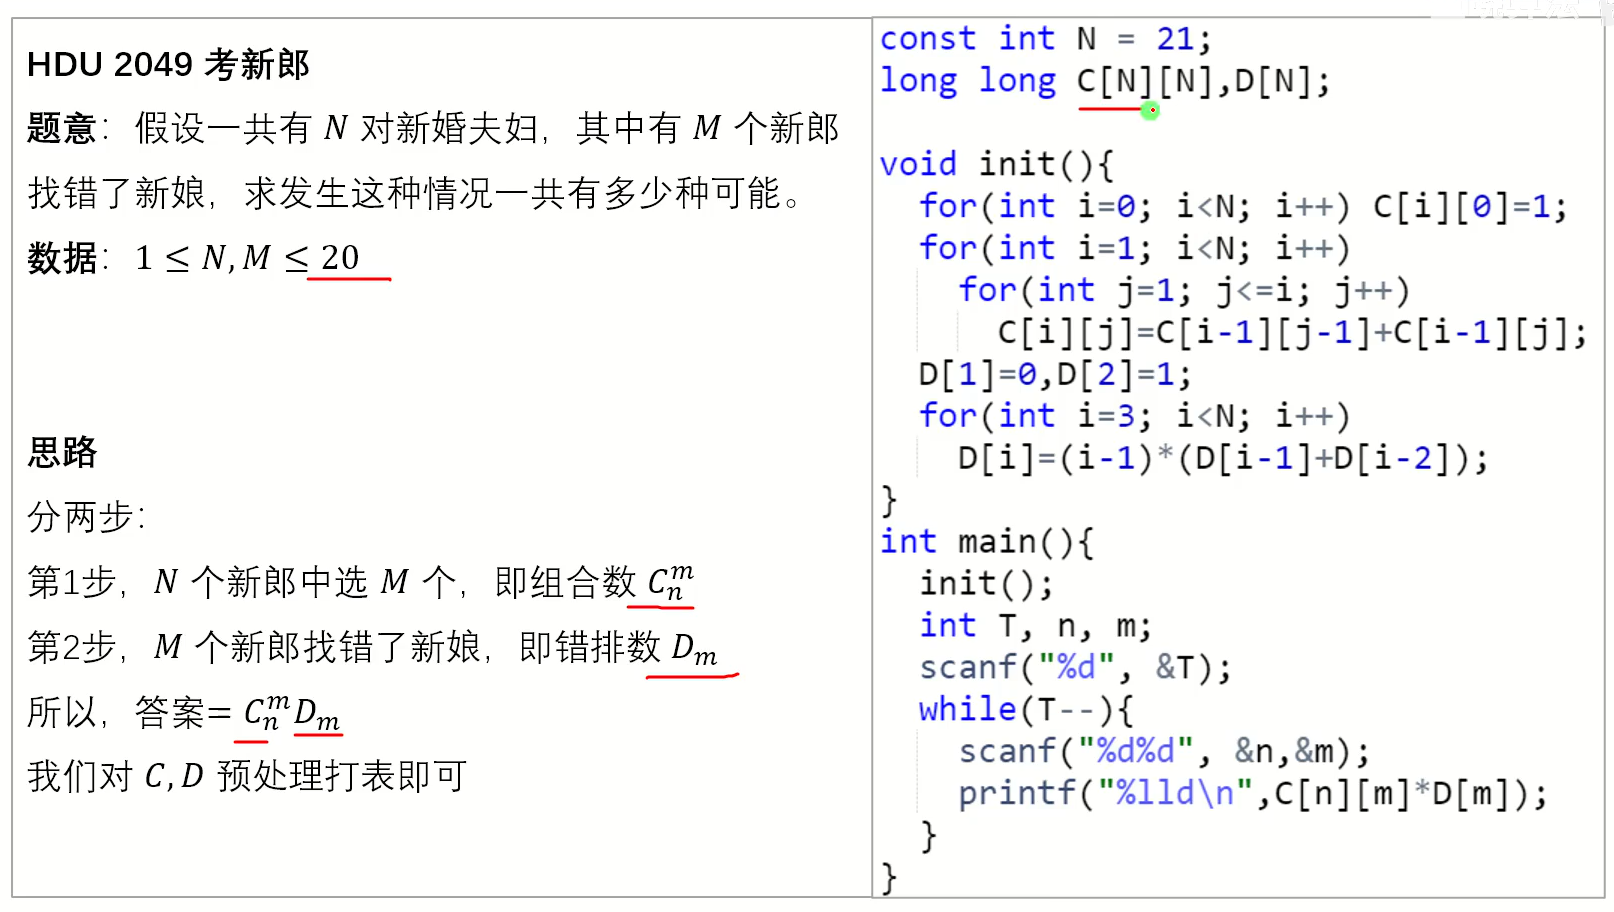 HDU 2049 考新郎
题意：假设一共有 N 对新婚夫妇，其中有 M 个新郎
找错了新娘，求发生这种情况一共有多少种可能。
数据：1 ≤ N, M ≤ 20
思路
分两步：
第1步，N 个新郎中选 M 个，即组合数 C_n^m
第2步，M 个新郎找错了新娘，即错排数 D_m
所以，答案= C_n^m D_m
我们对 C, D 预处理打表即可
const int N = 21;
long long C[N][N],D[N];
void init(){
for(int i=0; i<N; i++) C[i][0]=1;
for(int i=1; i<N; i++)
for(int j=1; j<=i; j++)
C[i][j]=C[i-1][j-1]+C[i-1][j];
D[1]=0,D[2]=1;
for(int i=3; i<N; i++)
D[i]=(i-1)*(D[i-1]+D[i-2]);
}
int main(){
init();
int T, n, m;
scanf("%d", &T);
while(T--){
scanf("%d%d", &n,&m);
printf("%lld\n",C[n][m]*D[m]);
}
}